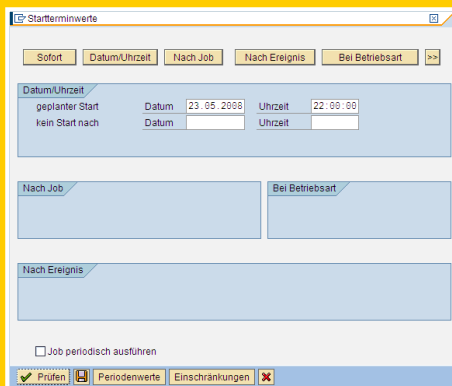 Startterminwerte
Sofort Datum/Uhrzeit Nach Job Nach Ereignis Bei Betriebsart >>
Datum/Uhrzeit
geplanter Start Datum 23.05.2008 Uhrzeit 22:00:00
kein Start nach Datum Uhrzeit
Nach Job Bei Betriebsart
Nach Ereignis
Job periodisch ausführen
Prüfen Periodenwerte Einschränkungen